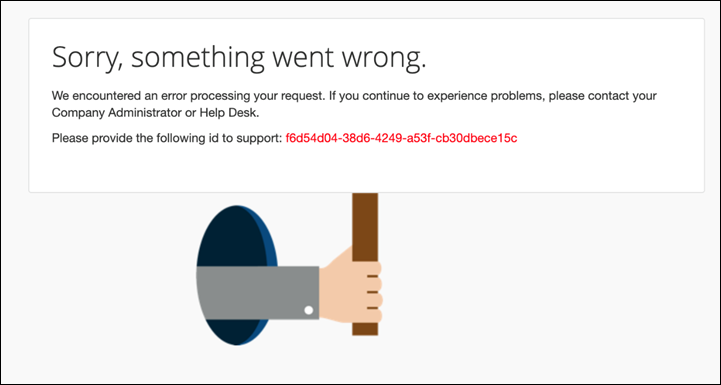 Sorry, something went wrong.
We encountered an error processing your request. If you continue to experience problems, please contact your
Company Administrator or Help Desk.
Please provide the following id to support: f6d54d04-38d6-4249-a53f-cb30dbece15c